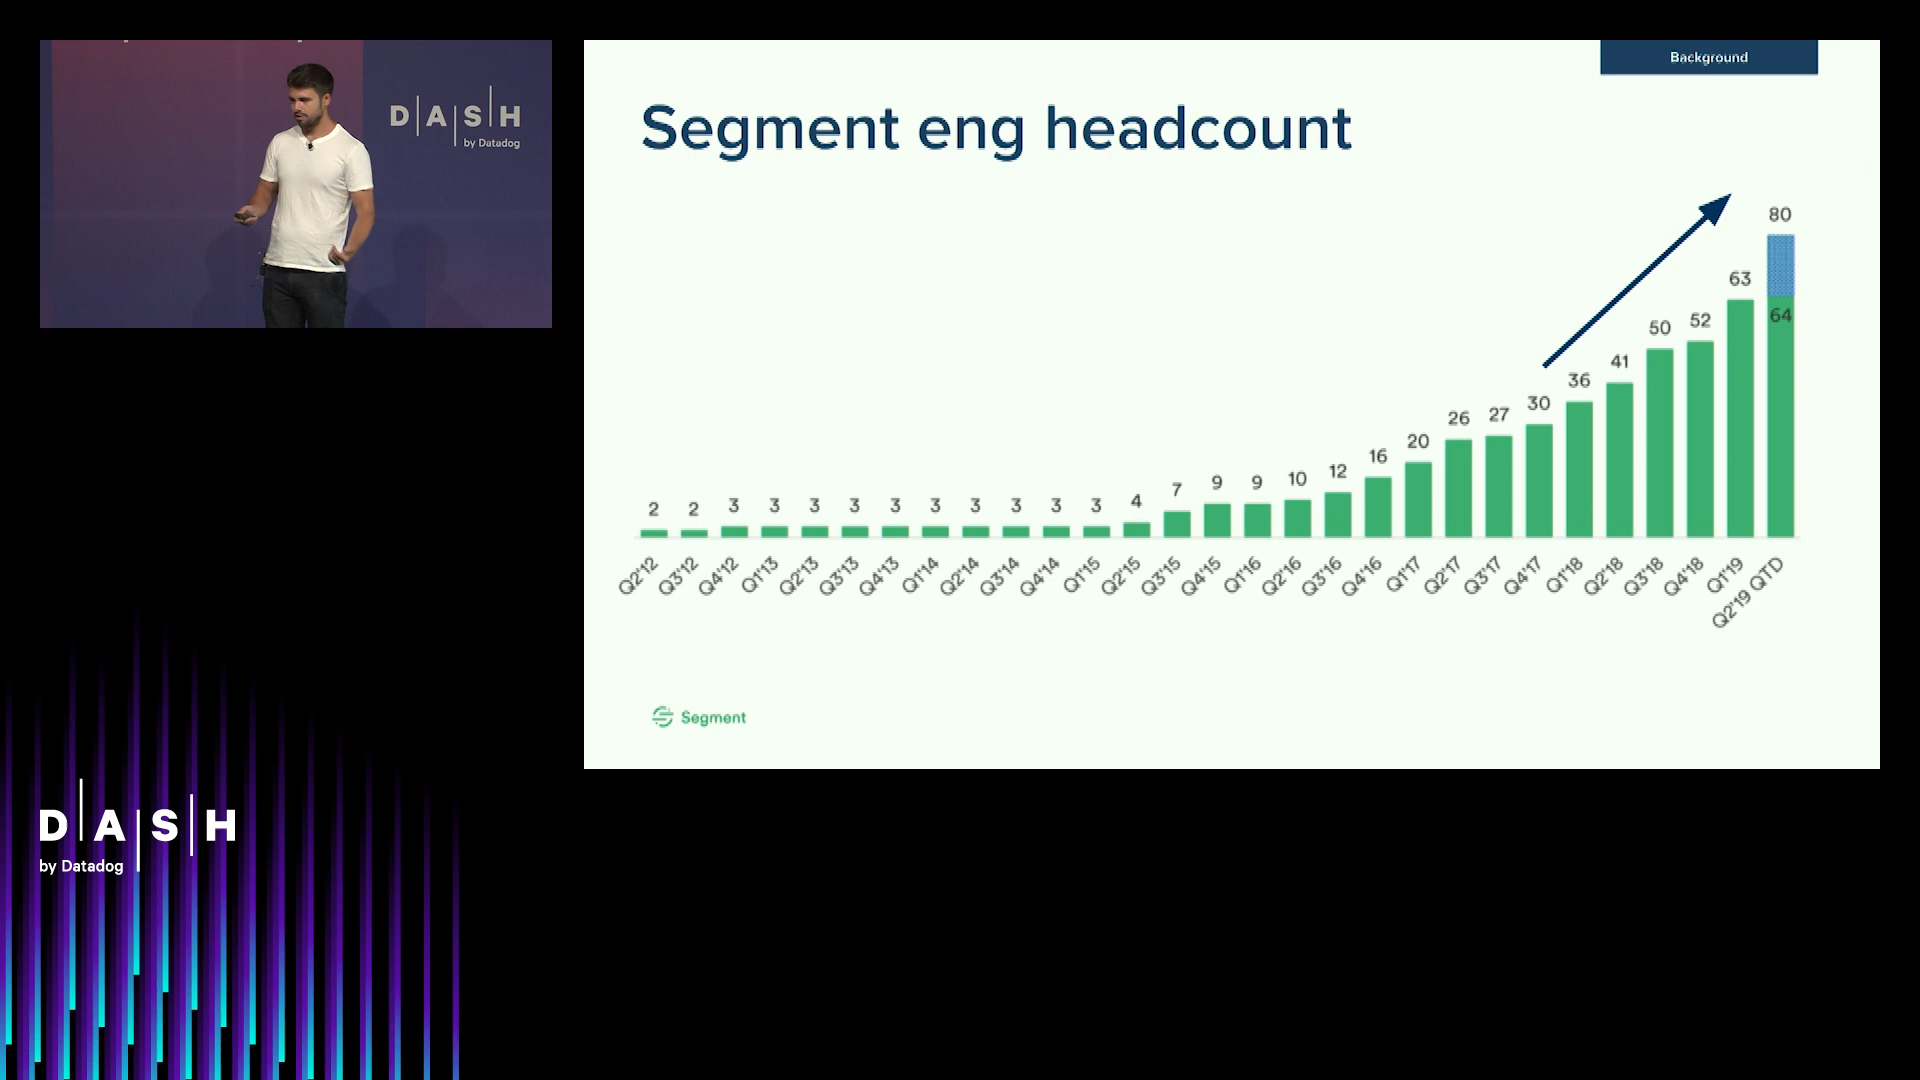 D A S H
by Datadog
Background
Segment eng headcount
2 2 3 3 3 3 3 3 3 3 3 3 4 7 9 9 10 12 16 20 26 27 30 36 41 50 52 63 80
64
Q2'12 Q3'12 Q4'12 Q1'13 Q2'13 Q3'13 Q4'13 Q1'14 Q2'14 Q3'14 Q4'14 Q1'15 Q2'15 Q3'15 Q4'15 Q1'16 Q2'16 Q3'16 Q4'16 Q1'17 Q2'17 Q3'17 Q4'17 Q1'18 Q2'18 Q3'18 Q4'18 Q1'19 Q2'19 QTD
Segment
D A S H
by Datadog